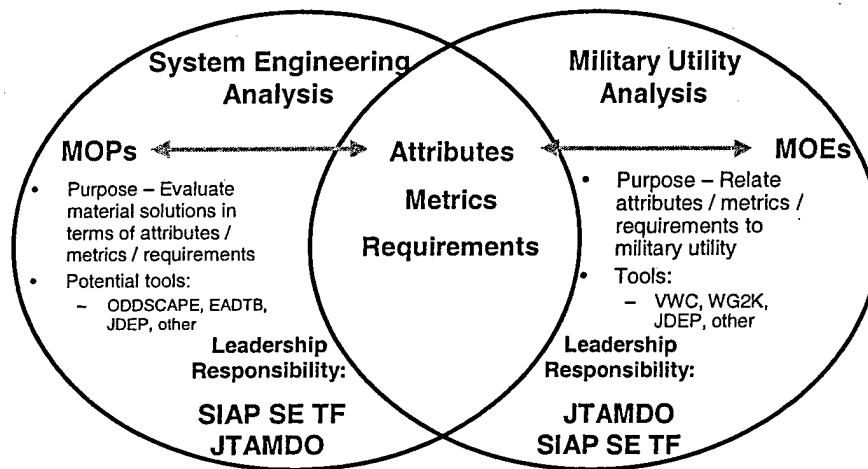 System Engineering
Analysis
MOPs
• Purpose – Evaluate
material solutions in
terms of attributes /
metrics / requirements
• Potential tools:
– ODDSCAPE, EADTB,
JDEP, other
Leadership
Responsibility:
SIAP SE TF
JTAMDO
Attributes
Metrics
Requirements
Military Utility
Analysis
MOEs
• Purpose – Relate
attributes / metrics /
requirements to
military utility
• Tools:
– VWC, WG2K,
JDEP, other
Leadership
Responsibility:
JTAMDO
SIAP SE TF